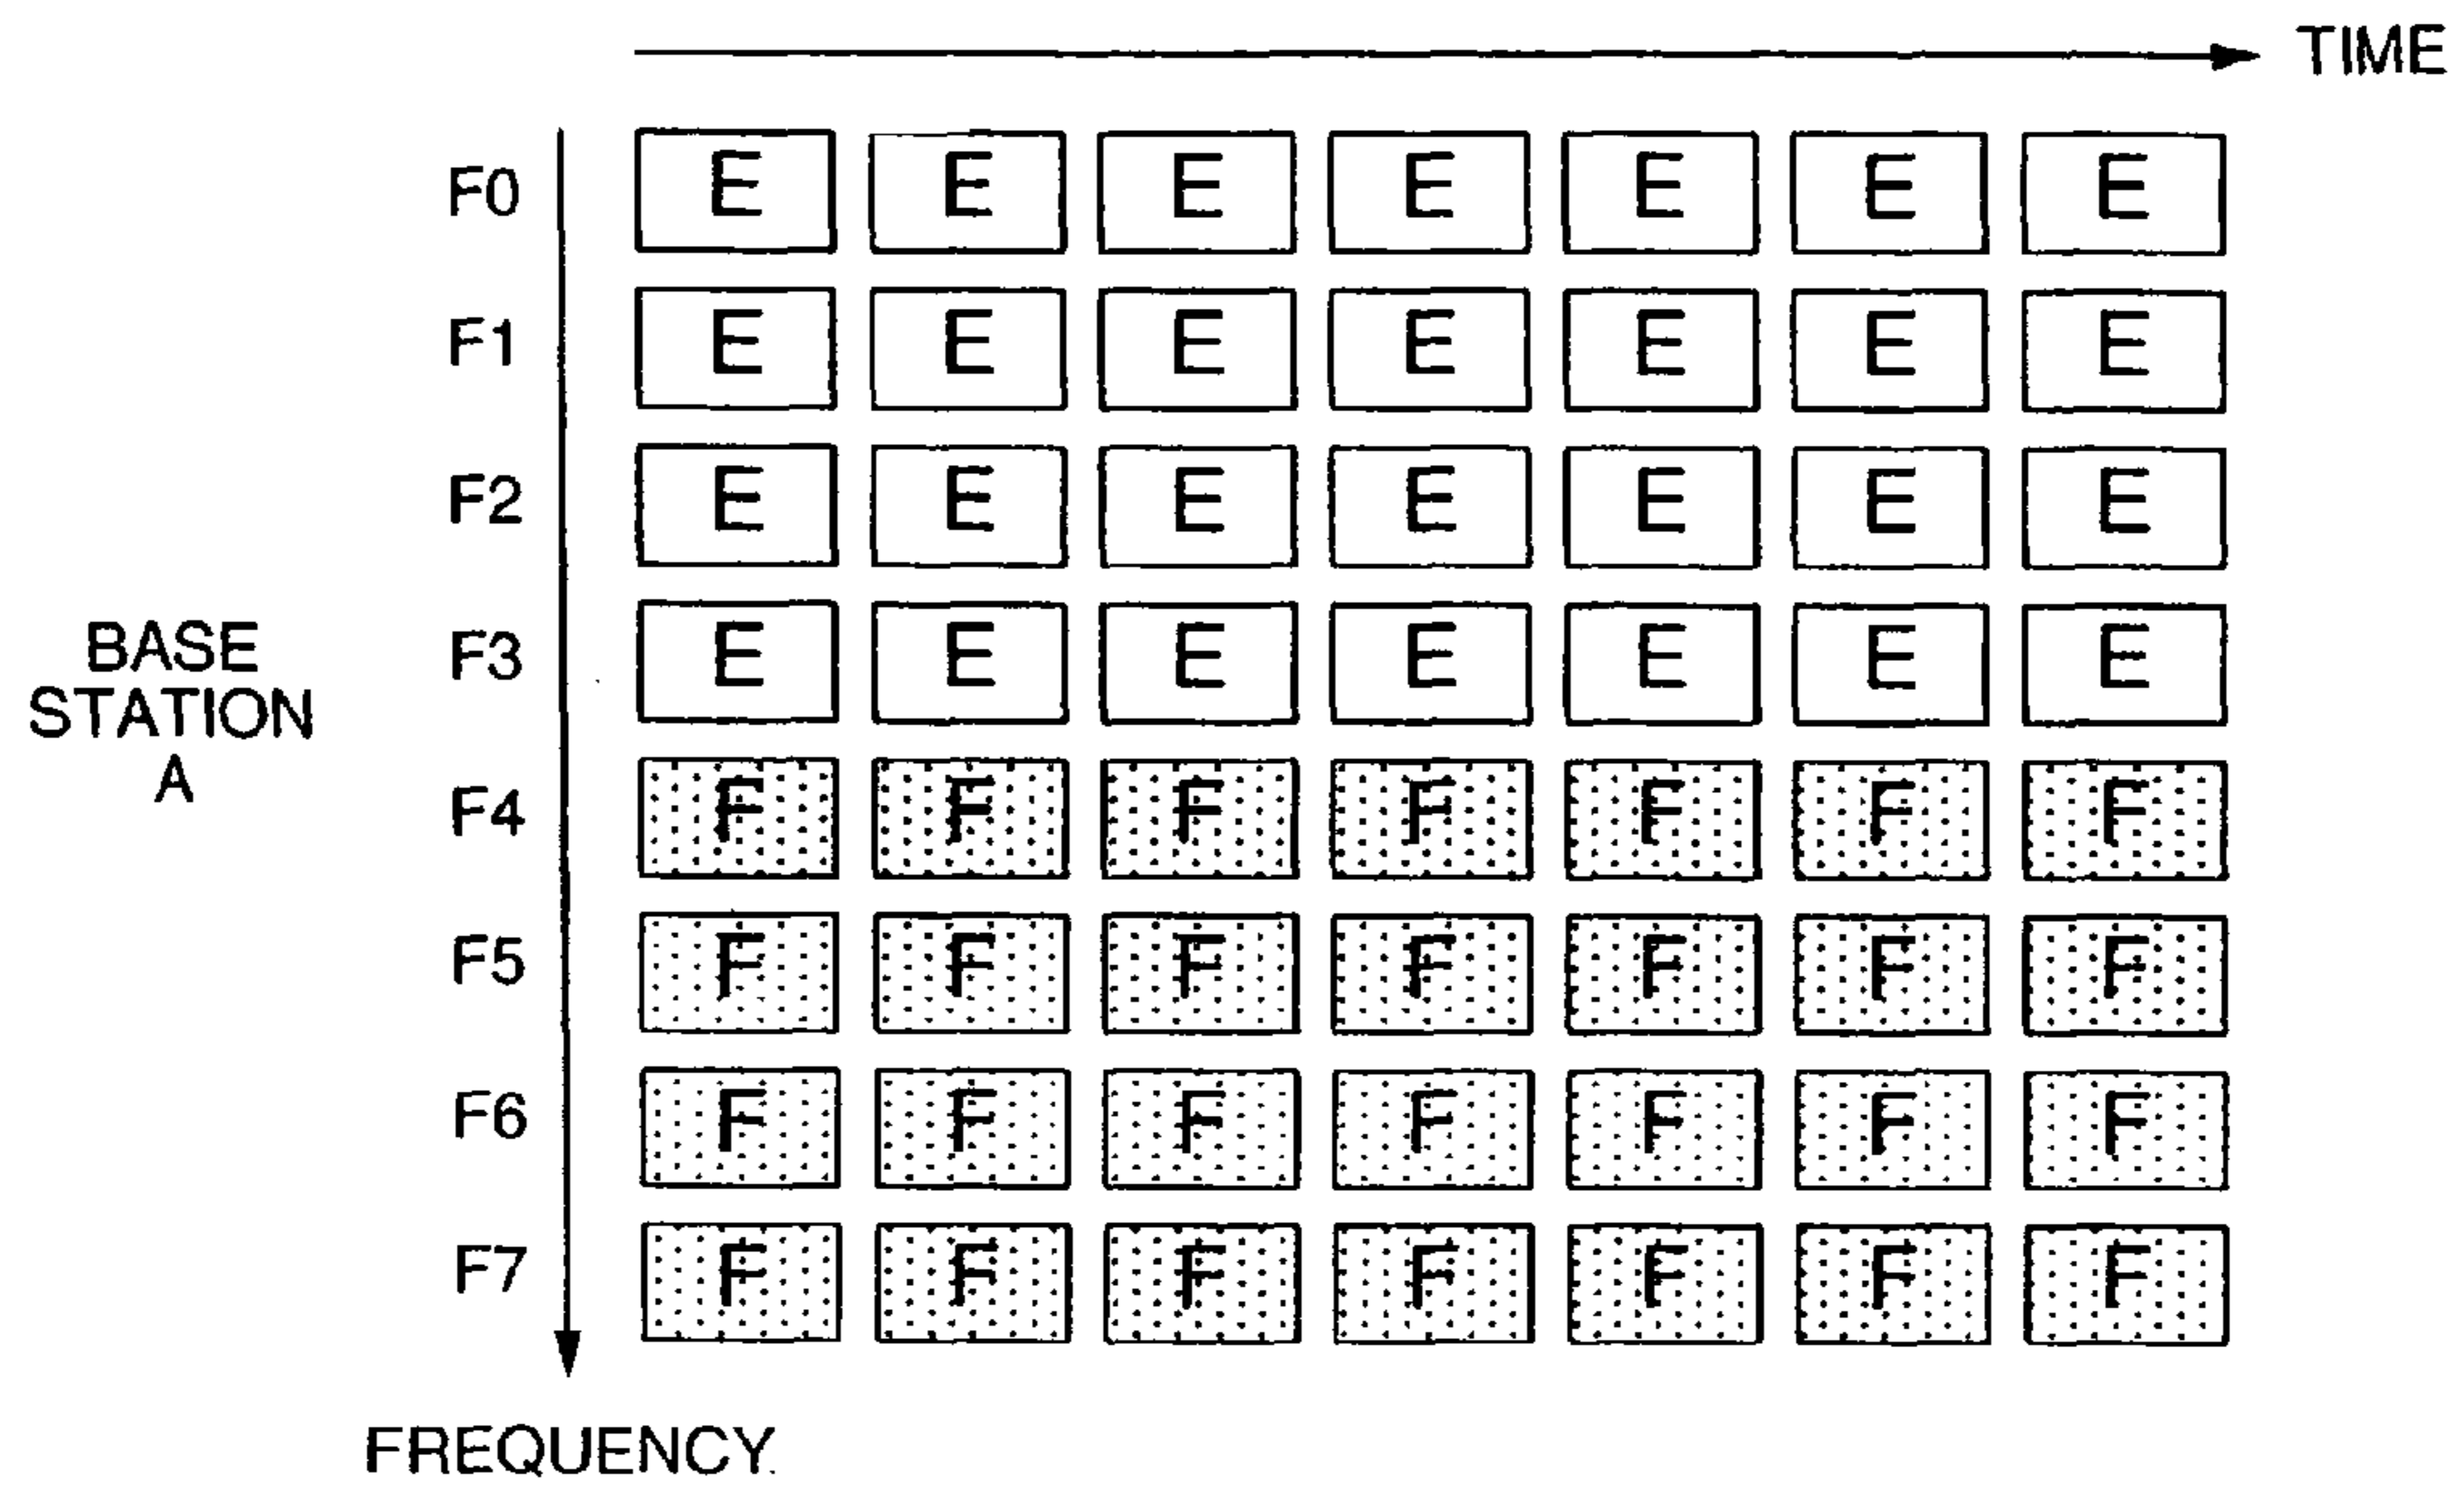 TIME
F0 E E E E E E E
F1 E E E E E E E
F2 E E E E E E E
F3 E E E E E E E
BASE
STATION
A
F4 F F F F F F F
F5 F F F F F F F
F6 F F F F F F F
F7 F F F F F F F
FREQUENCY